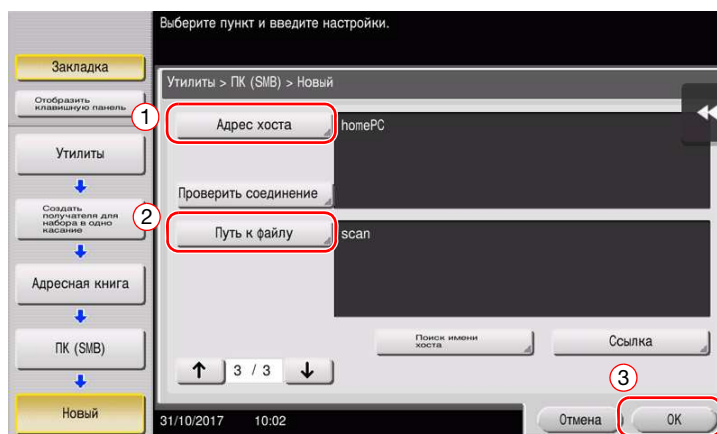 Выберите пункт и введите настройки.
Закладка
Отобразить
клавишную панель
Утилиты
Создать
получателя для
набора в одно
касание
Адресная книга
ПК (SMB)
Новый
Утилиты > ПК (SMB) > Новый
1
Адрес хоста
homePC
Проверить соединение
2
Путь к файлу
scan
Поиск имени
хоста
Ссылка
3 / 3
3
31/10/2017 10:02
Отмена
OK